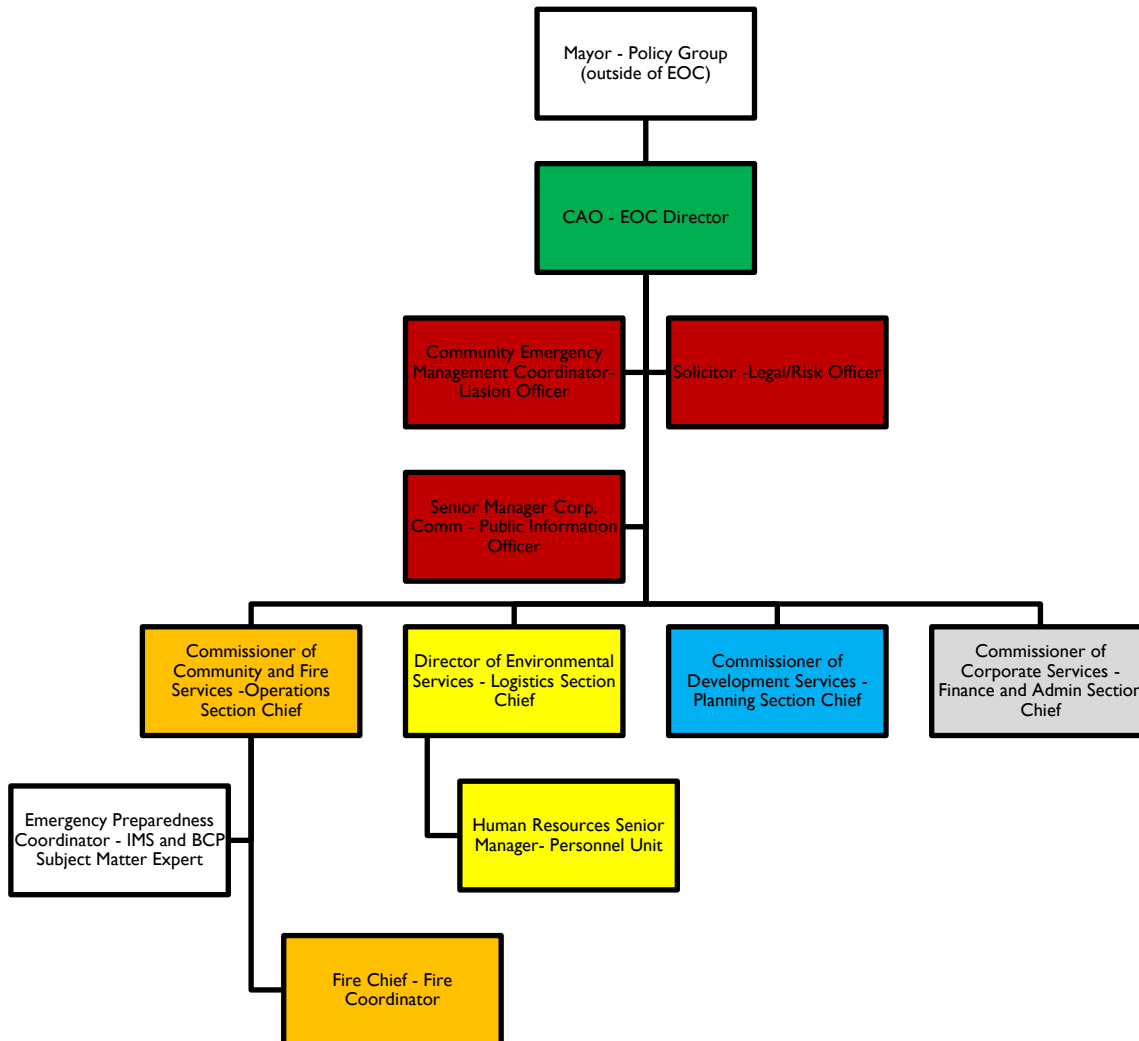 Mayor - Policy Group
(outside of EOC)
CAO - EOC Director
Community Emergency
Management Coordinator-
Liasion Officer
Solicitor -Legal/Risk Officer
Senior Manager Corp.
Comm - Public Information
Officer
Commissioner of
Community and Fire
Services -Operations
Section Chief
Director of Environmental
Services - Logistics Section
Chief
Commissioner of
Development Services -
Planning Section Chief
Commissioner of
Corporate Services -
Finance and Admin Section
Chief
Emergency Preparedness
Coordinator - IMS and BCP
Subject Matter Expert
Human Resources Senior
Manager- Personnel Unit
Fire Chief - Fire
Coordinator